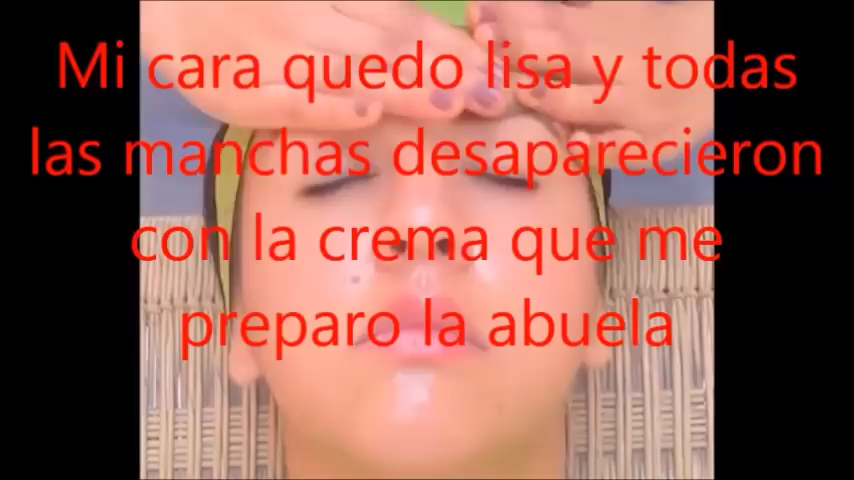 Mi cara quedo lisa y todas
las manchas desaparecieron
con la crema que me
preparo la abuela